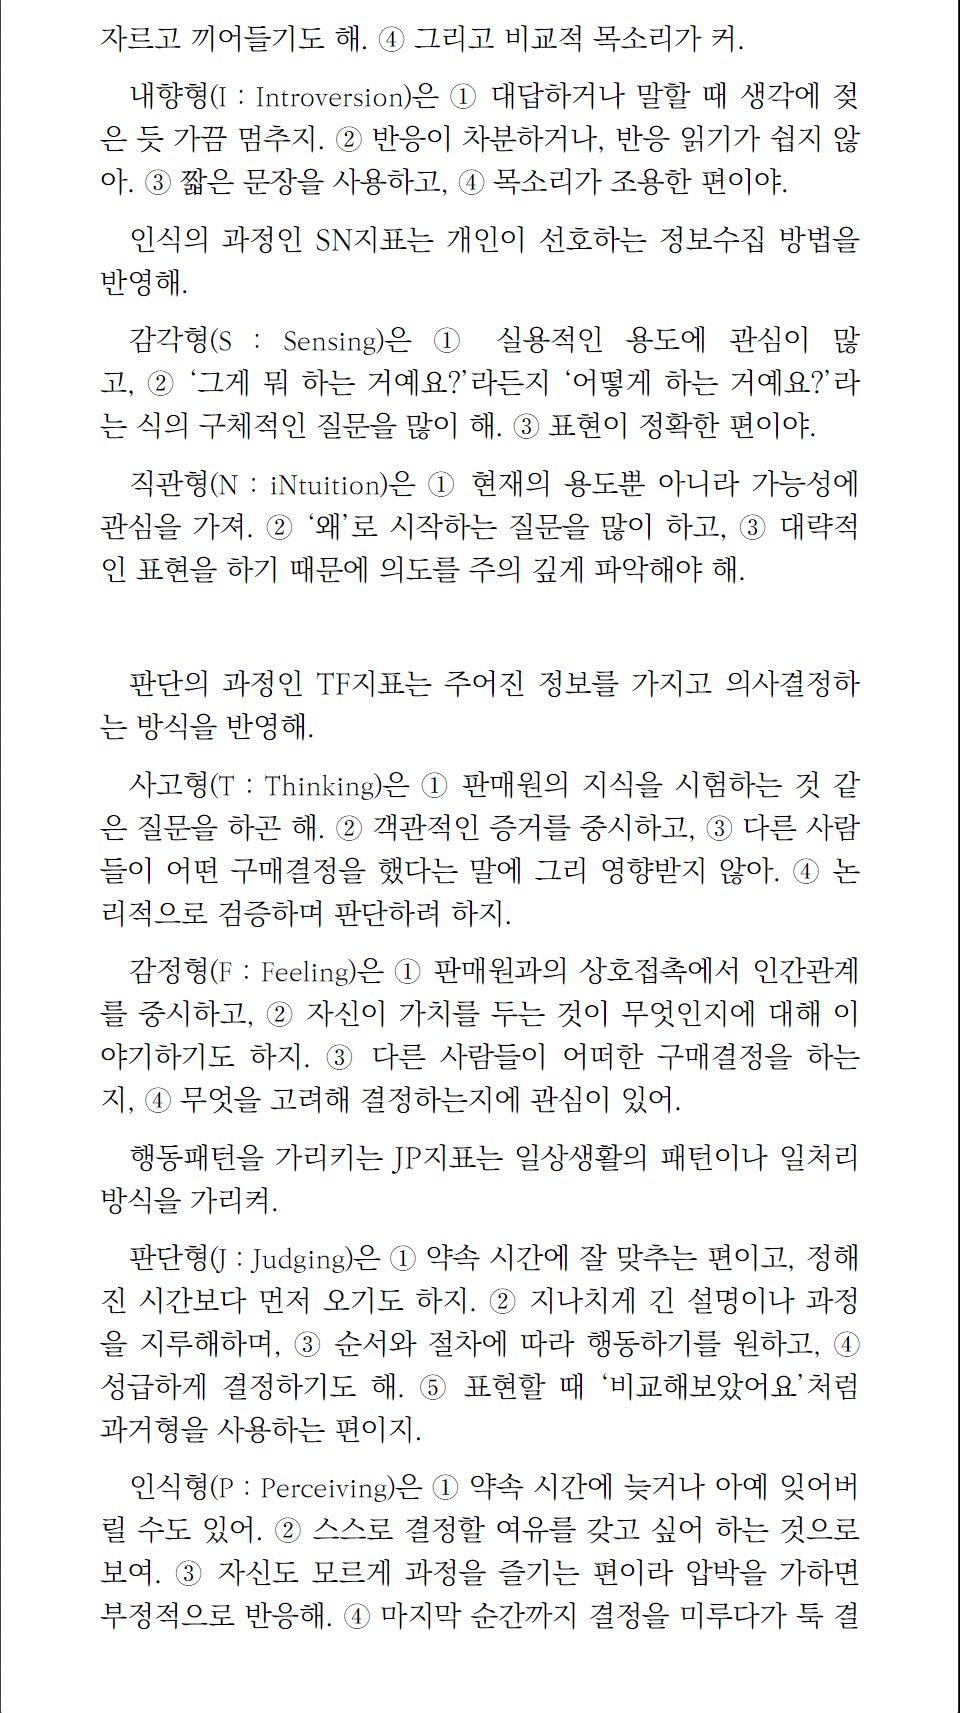 자르고 끼어들기도 해. ④ 그리고 비교적 목소리가 커.
내향형(I : Introversion)은 ① 대답하거나 말할 때 생각에 젖
은 듯 가끔 멈추지. ② 반응이 차분하거나, 반응 읽기가 쉽지 않
아. ③ 짧은 문장을 사용하고, ④ 목소리가 조용한 편이야.
인식의 과정인 SN지표는 개인이 선호하는 정보수집 방법을
반영해.
감각형(S : Sensing)은 ① 실용적인 용도에 관심이 많
고, ② ‘그게 뭐 하는 거예요?’라든지 ‘어떻게 하는 거예요?’라
는 식의 구체적인 질문을 많이 해. ③ 표현이 정확한 편이야.
직관형(N : iNtuition)은 ① 현재의 용도뿐 아니라 가능성에
관심을 가져. ② ‘왜’로 시작하는 질문을 많이 하고, ③ 대략적
인 표현을 하기 때문에 의도를 주의 깊게 파악해야 해.
판단의 과정인 TF지표는 주어진 정보를 가지고 의사결정하
는 방식을 반영해.
사고형(T : Thinking)은 ① 판매원의 지식을 시험하는 것 같
은 질문을 하곤 해. ② 객관적인 증거를 중시하고, ③ 다른 사람
들이 어떤 구매결정을 했다는 말에 그리 영향받지 않아. ④ 논
리적으로 검증하며 판단하려 하지.
감정형(F : Feeling)은 ① 판매원과의 상호접촉에서 인간관계
를 중시하고, ② 자신이 가치를 두는 것이 무엇인지에 대해 이
야기하기도 하지. ③ 다른 사람들이 어떠한 구매결정을 하는
지, ④ 무엇을 고려해 결정하는지에 관심이 있어.
행동패턴을 가리키는 JP지표는 일상생활의 패턴이나 일처리
방식을 가리켜.
판단형(J : Judging)은 ① 약속 시간에 잘 맞추는 편이고, 정해
진 시간보다 먼저 오기도 하지. ② 지나치게 긴 설명이나 과정
을 지루해하며, ③ 순서와 절차에 따라 행동하기를 원하고, ④
성급하게 결정하기도 해. ⑤ 표현할 때 ‘비교해보았어요’처럼
과거형을 사용하는 편이지.
인식형(P : Perceiving)은 ① 약속 시간에 늦거나 아예 잊어버
릴 수도 있어. ② 스스로 결정할 여유를 갖고 싶어 하는 것으로
보여. ③ 자신도 모르게 과정을 즐기는 편이라 압박을 가하면
부정적으로 반응해. ④ 마지막 순간까지 결정을 미루다가 툭 결